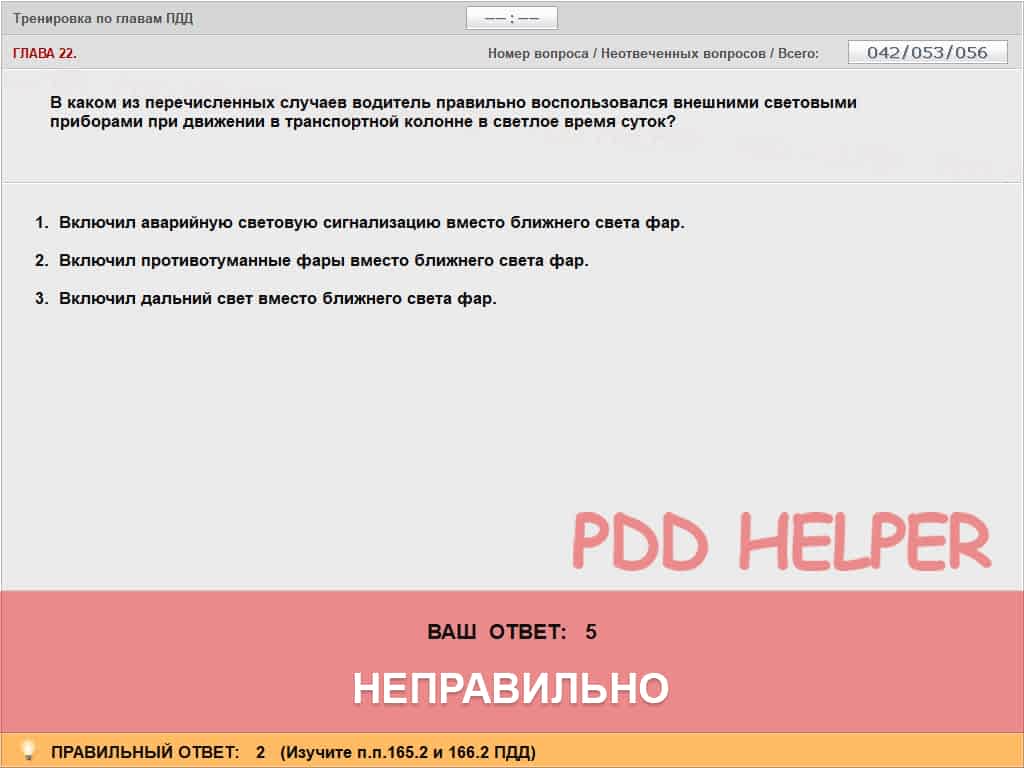 Тренировка по главам ПДД
—— : ——
ГЛАВА 22.
Номер вопроса / Неотвеченных вопросов / Всего: 042/053/056
В каком из перечисленных случаев водитель правильно воспользовался внешними световыми
приборами при движении в транспортной колонне в светлое время суток?
1. Включил аварийную световую сигнализацию вместо ближнего света фар.
2. Включил противотуманные фары вместо ближнего света фар.
3. Включил дальний свет вместо ближнего света фар.
PDD HELPER
ВАШ ОТВЕТ: 5
НЕПРАВИЛЬНО
ПРАВИЛЬНЫЙ ОТВЕТ: 2 (Изучите п.п.165.2 и 166.2 ПДД)